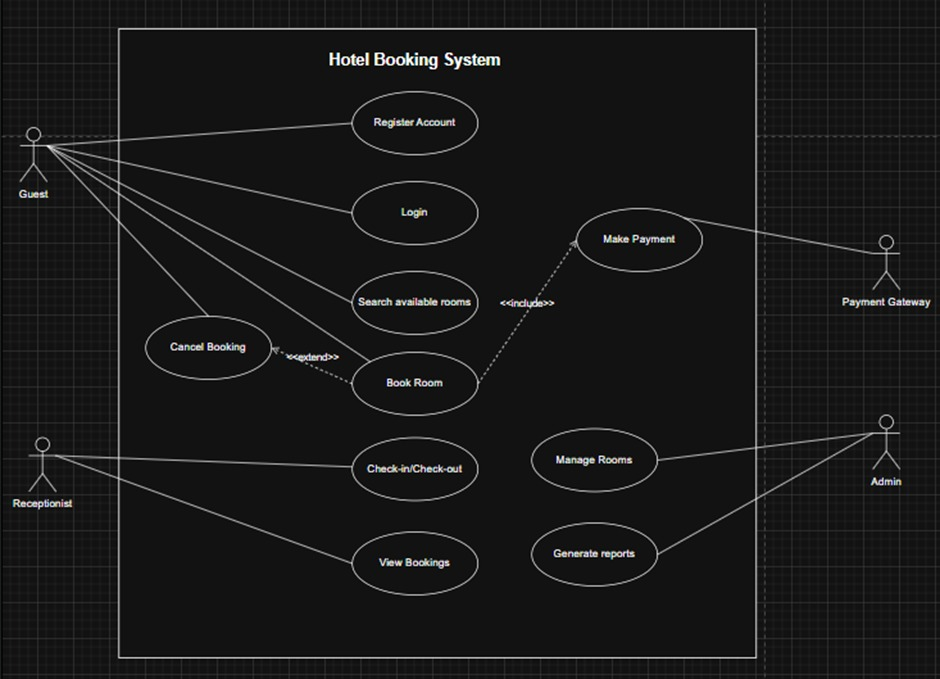 Hotel Booking System
Register Account
Guest
Login
Make Payment
Search available rooms
<<include>>
Payment Gateway
Cancel Booking
<<extend>>
Book Room
Check-in/Check-out
Manage Rooms
Receptionist
Admin
View Bookings
Generate reports